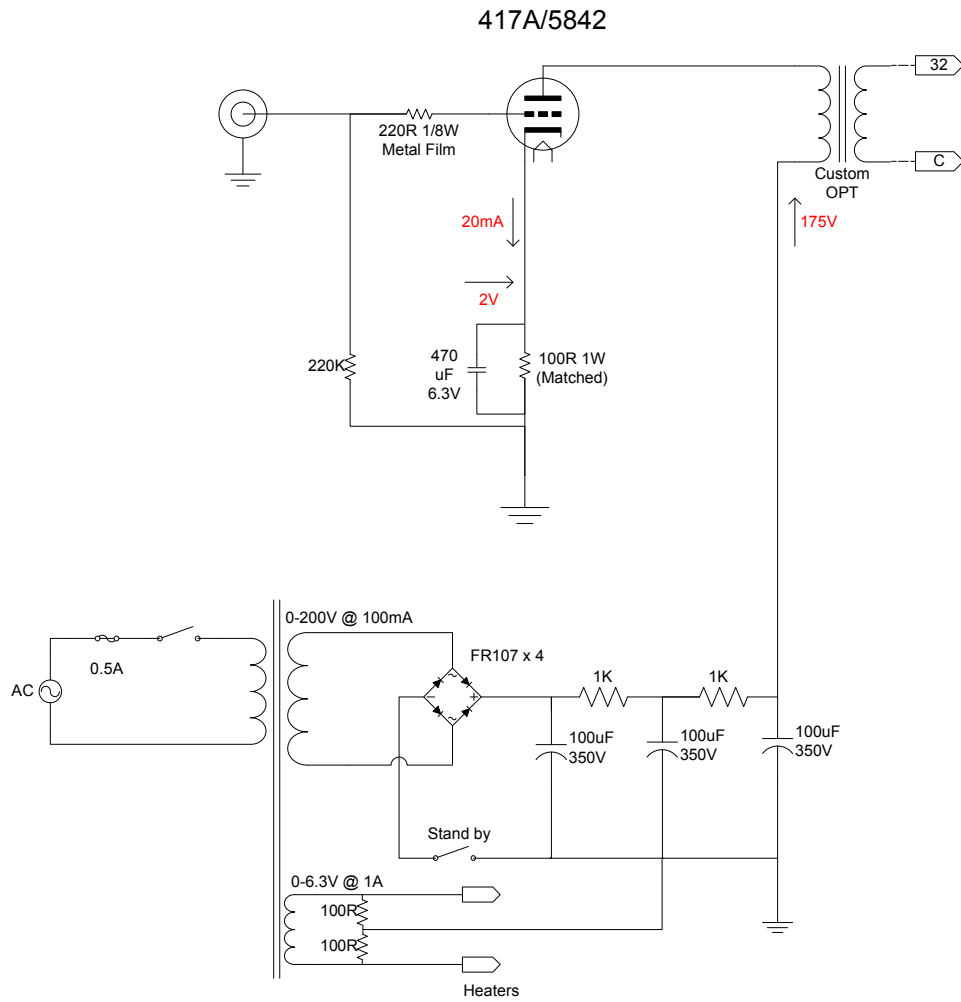 417A/5842
32
220R 1/8W
Metal Film
C
Custom
OPT
20mA
175V
2V
220K
470
uF
6.3V
100R 1W
(Matched)
0-200V @ 100mA
FR107 x 4
0.5A
1K
1K
AC
100uF
350V
100uF
350V
100uF
350V
Stand by
0-6.3V @ 1A
100R
100R
Heaters